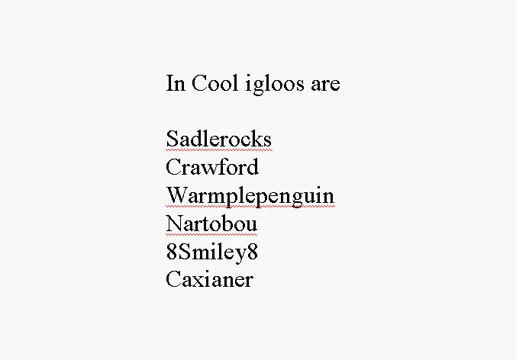 In Cool igloos are
Sadlerocks
Crawford
Warmplepenguin
Nartobou
8Smiley8
Caxianer